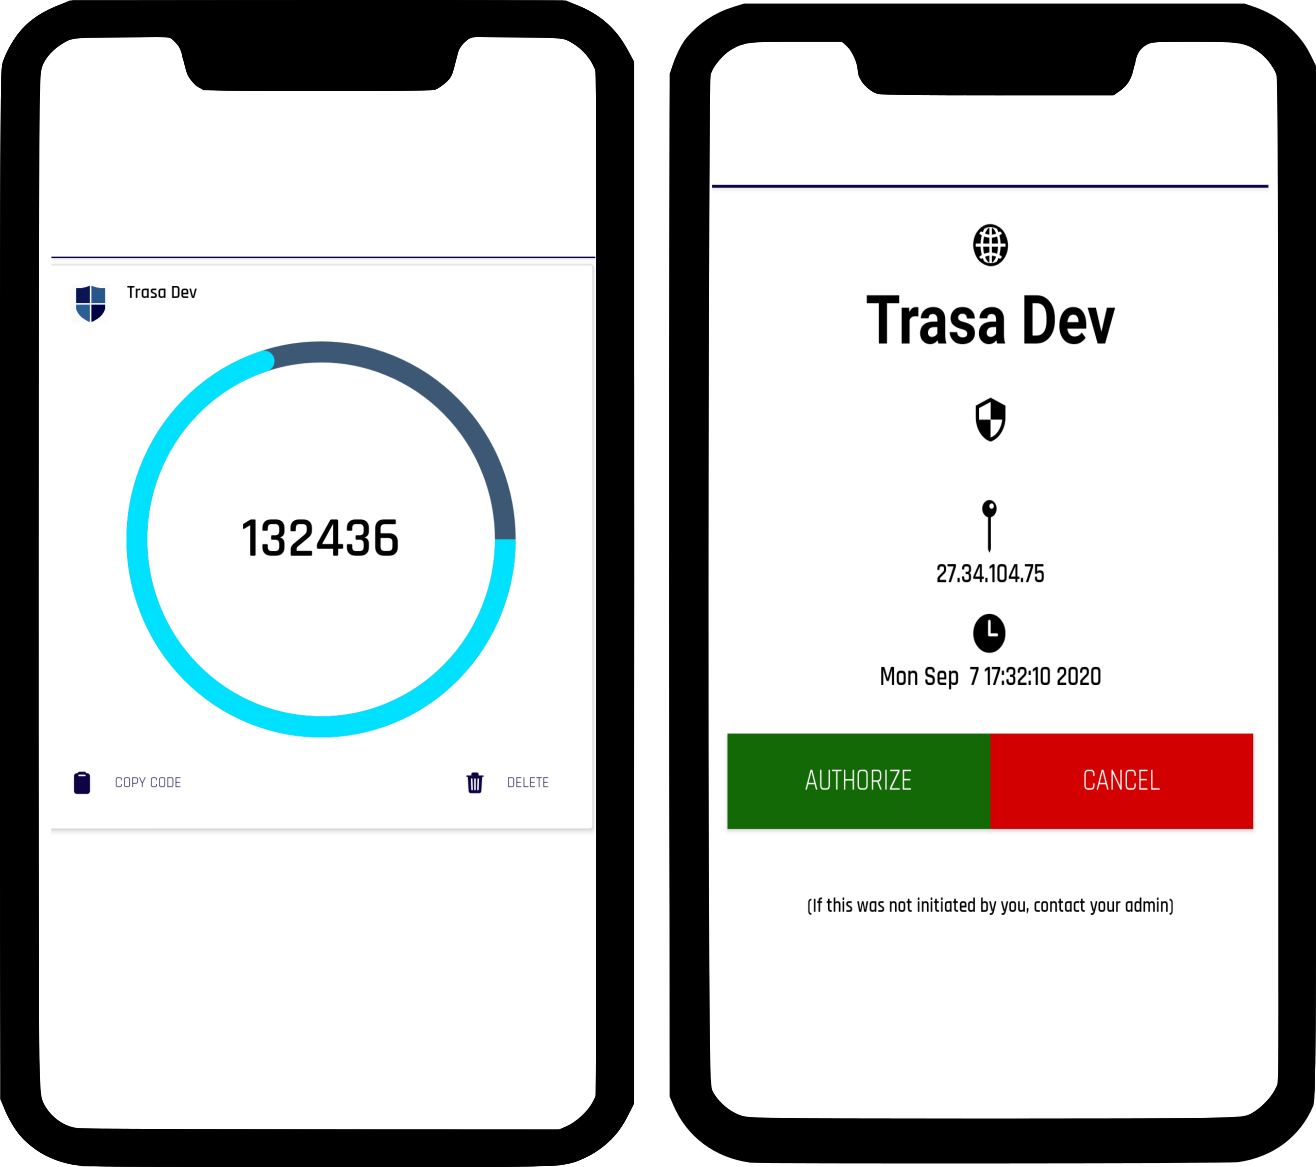 Trasa Dev
132436
COPY CODE
DELETE
Trasa Dev
27.34.104.75
Mon Sep  7 17:32:10 2020
AUTHORIZE
CANCEL
(If this was not initiated by you, contact your admin)